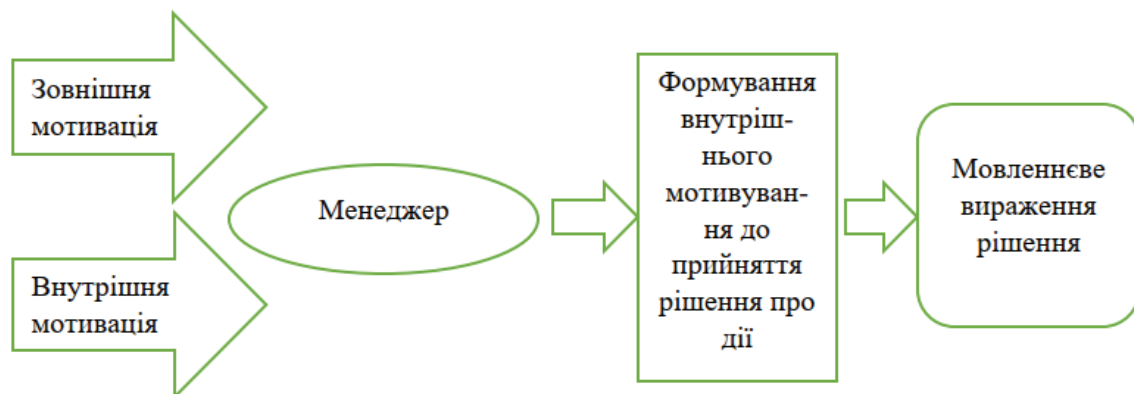 Зовнішня
мотивація
Внутрішня
мотивація
Менеджер
Формування
внутріш-
нього
мотивуван-
ня до
прийняття
рішення про
дії
Мовленнєве
вираження
рішення